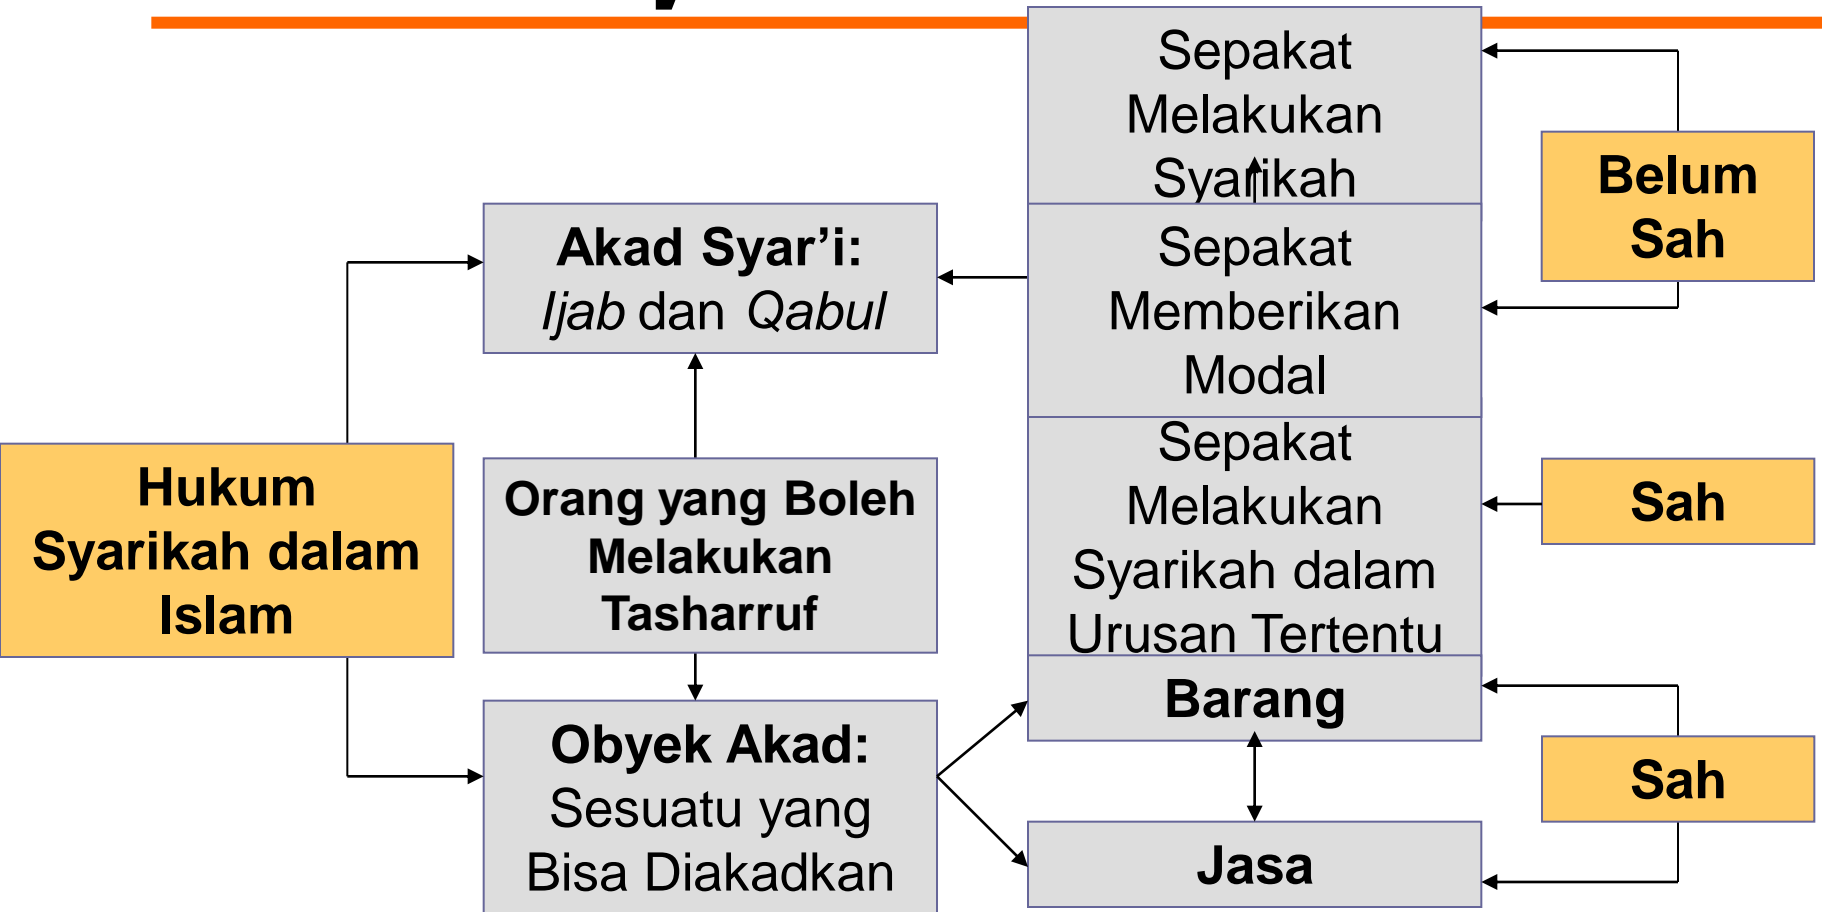 Sepakat
Melakukan
Syarikah
Belum
Sah
Akad Syar’i:
Ijab dan Qabul
Sepakat
Memberikan
Modal
Hukum
Syarikah dalam
Islam
Orang yang Boleh
Melakukan
Tasharruf
Sepakat
Melakukan
Syarikah dalam
Urusan Tertentu
Sah
Obyek Akad:
Sesuatu yang
Bisa Diakadkan
Barang
Jasa
Sah